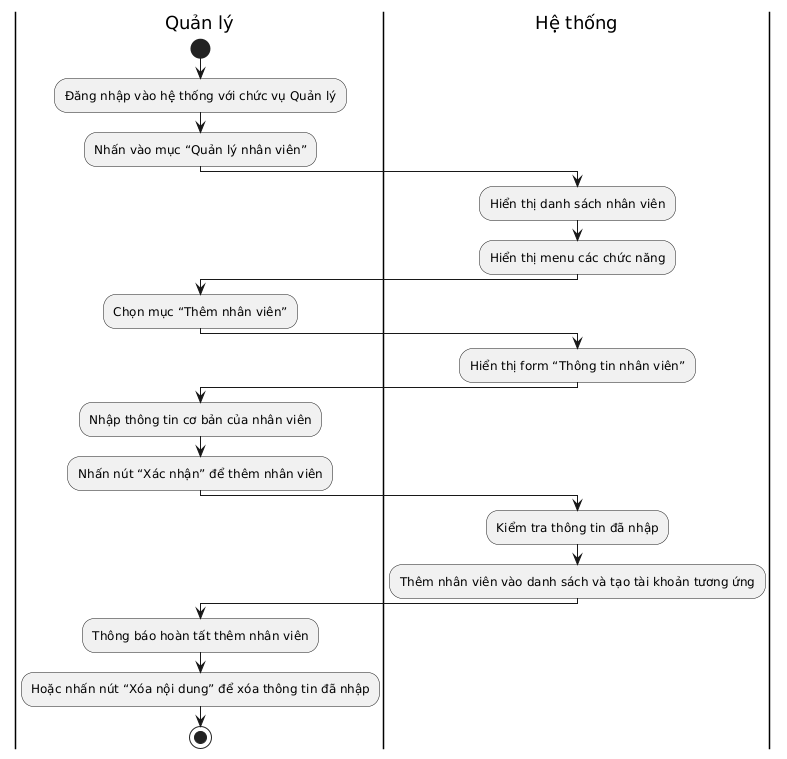 Quản lý
Hệ thống
Đăng nhập vào hệ thống với chức vụ Quản lý
Nhấn vào mục “Quản lý nhân viên”
Hiển thị danh sách nhân viên
Hiển thị menu các chức năng
Chọn mục “Thêm nhân viên”
Hiển thị form “Thông tin nhân viên”
Nhập thông tin cơ bản của nhân viên
Nhấn nút “Xác nhận” để thêm nhân viên
Kiểm tra thông tin đã nhập
Thêm nhân viên vào danh sách và tạo tài khoản tương ứng
Thông báo hoàn tất thêm nhân viên
Hoặc nhấn nút “Xóa nội dung” để xóa thông tin đã nhập